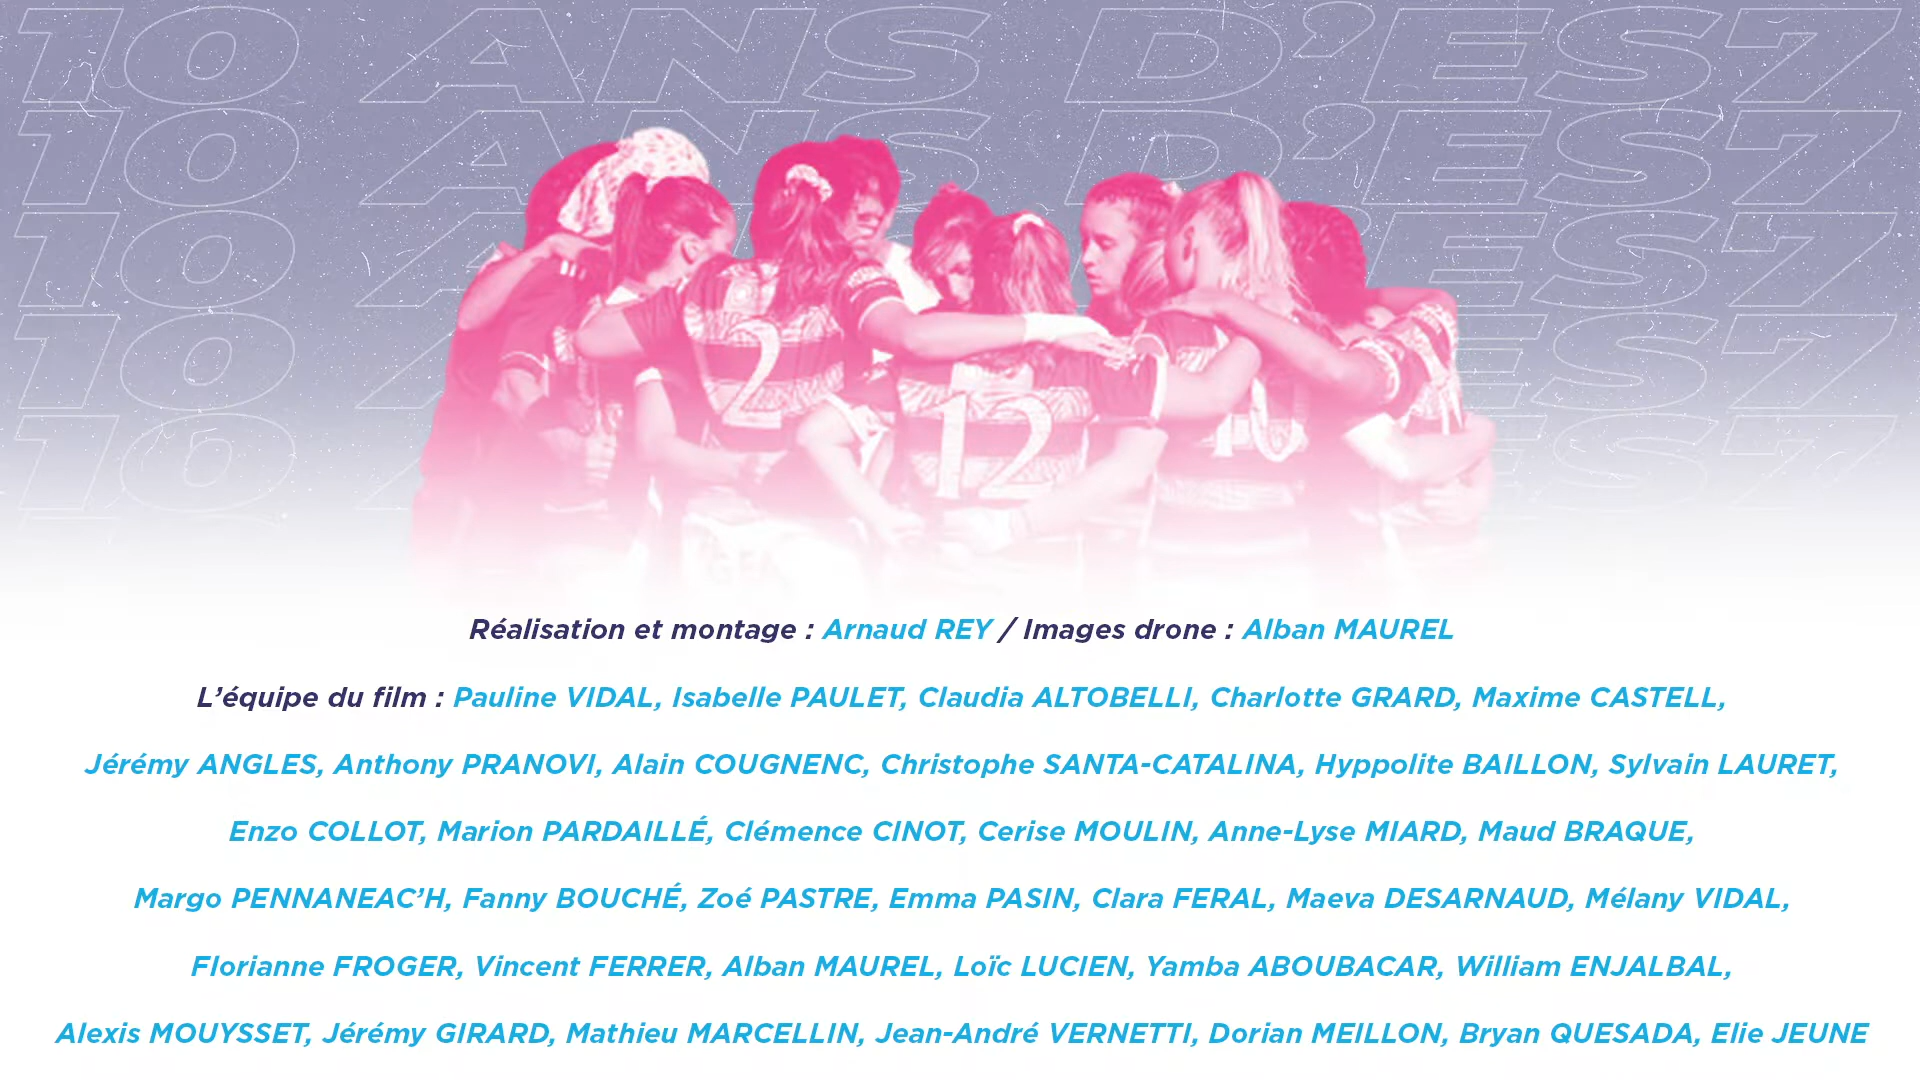 10 ANS D'ES7
10 ANS D'ES7
10 ANS D'ES7
10 ANS D'ES7
10 ANS D'ES7
2
12
10
Réalisation et montage : Arnaud REY / Images drone : Alban MAUREL
L’équipe du film : Pauline VIDAL, Isabelle PAULET, Claudia ALTOBELLI, Charlotte GRARD, Maxime CASTELL,
Jérémy ANGLES, Anthony PRANOVI, Alain COUGNENC, Christophe SANTA-CATALINA, Hyppolite BAILLON, Sylvain LAURET,
Enzo COLLOT, Marion PARDAILLÉ, Clémence CINOT, Cerise MOULIN, Anne-Lyse MIARD, Maud BRAQUE,
Margo PENNANEAC’H, Fanny BOUCHÉ, Zoé PASTRE, Emma PASIN, Clara FERAL, Maeva DESARNAUD, Mélany VIDAL,
Florianne FROGER, Vincent FERRER, Alban MAUREL, Loïc LUCIEN, Yamba ABOUBACAR, William ENJALBAL,
Alexis MOUYSSET, Jérémy GIRARD, Mathieu MARCELLIN, Jean-André VERNETTI, Dorian MEILLON, Bryan QUESADA, Elie JEUNE